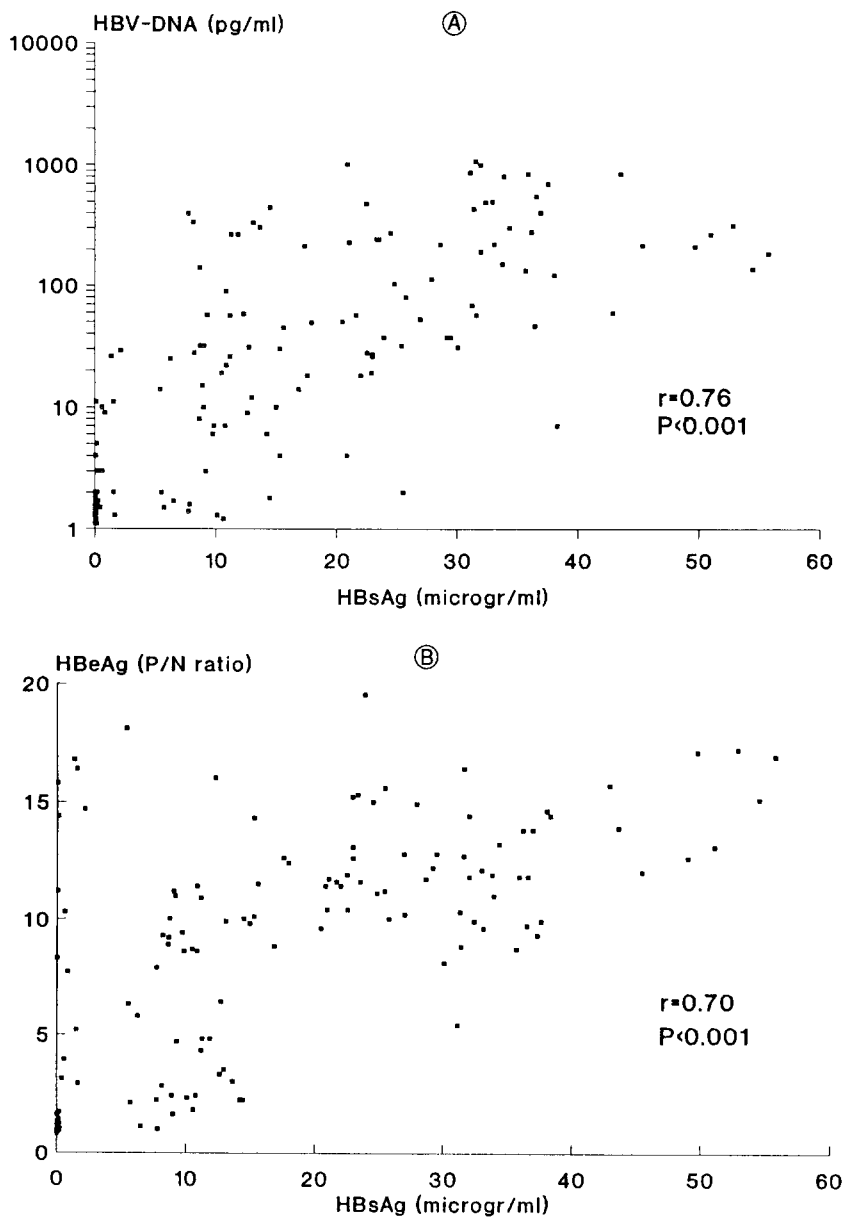 HBV-DNA (pg/ml)
A
10000
1000
100
10
1
r=0.76
P<0.001
0 10 20 30 40 50 60
HBsAg (microgr/ml)
HBeAg (P/N ratio)
B
20
15
10
5
0
r=0.70
P<0.001
0 10 20 30 40 50 60
HBsAg (microgr/ml)